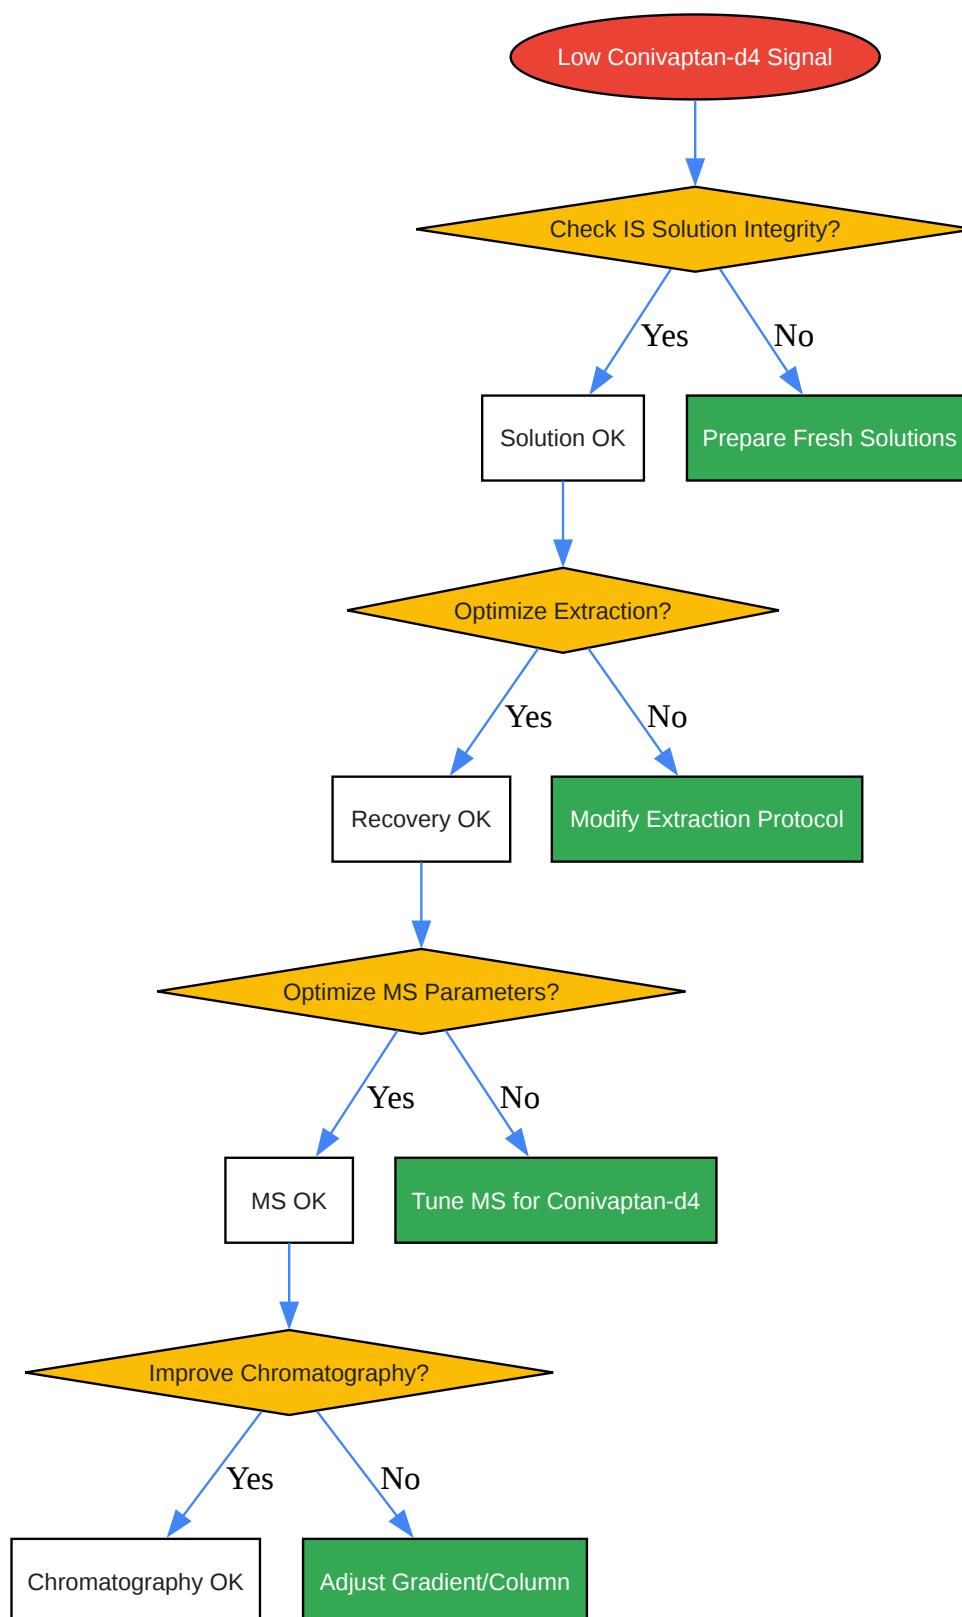 Low Conivaptan-d4 Signal
Check IS Solution Integrity?
Yes
No
Solution OK
Prepare Fresh Solutions
Optimize Extraction?
Yes
No
Recovery OK
Modify Extraction Protocol
Optimize MS Parameters?
Yes
No
MS OK
Tune MS for Conivaptan-d4
Improve Chromatography?
Yes
No
Chromatography OK
Adjust Gradient/Column